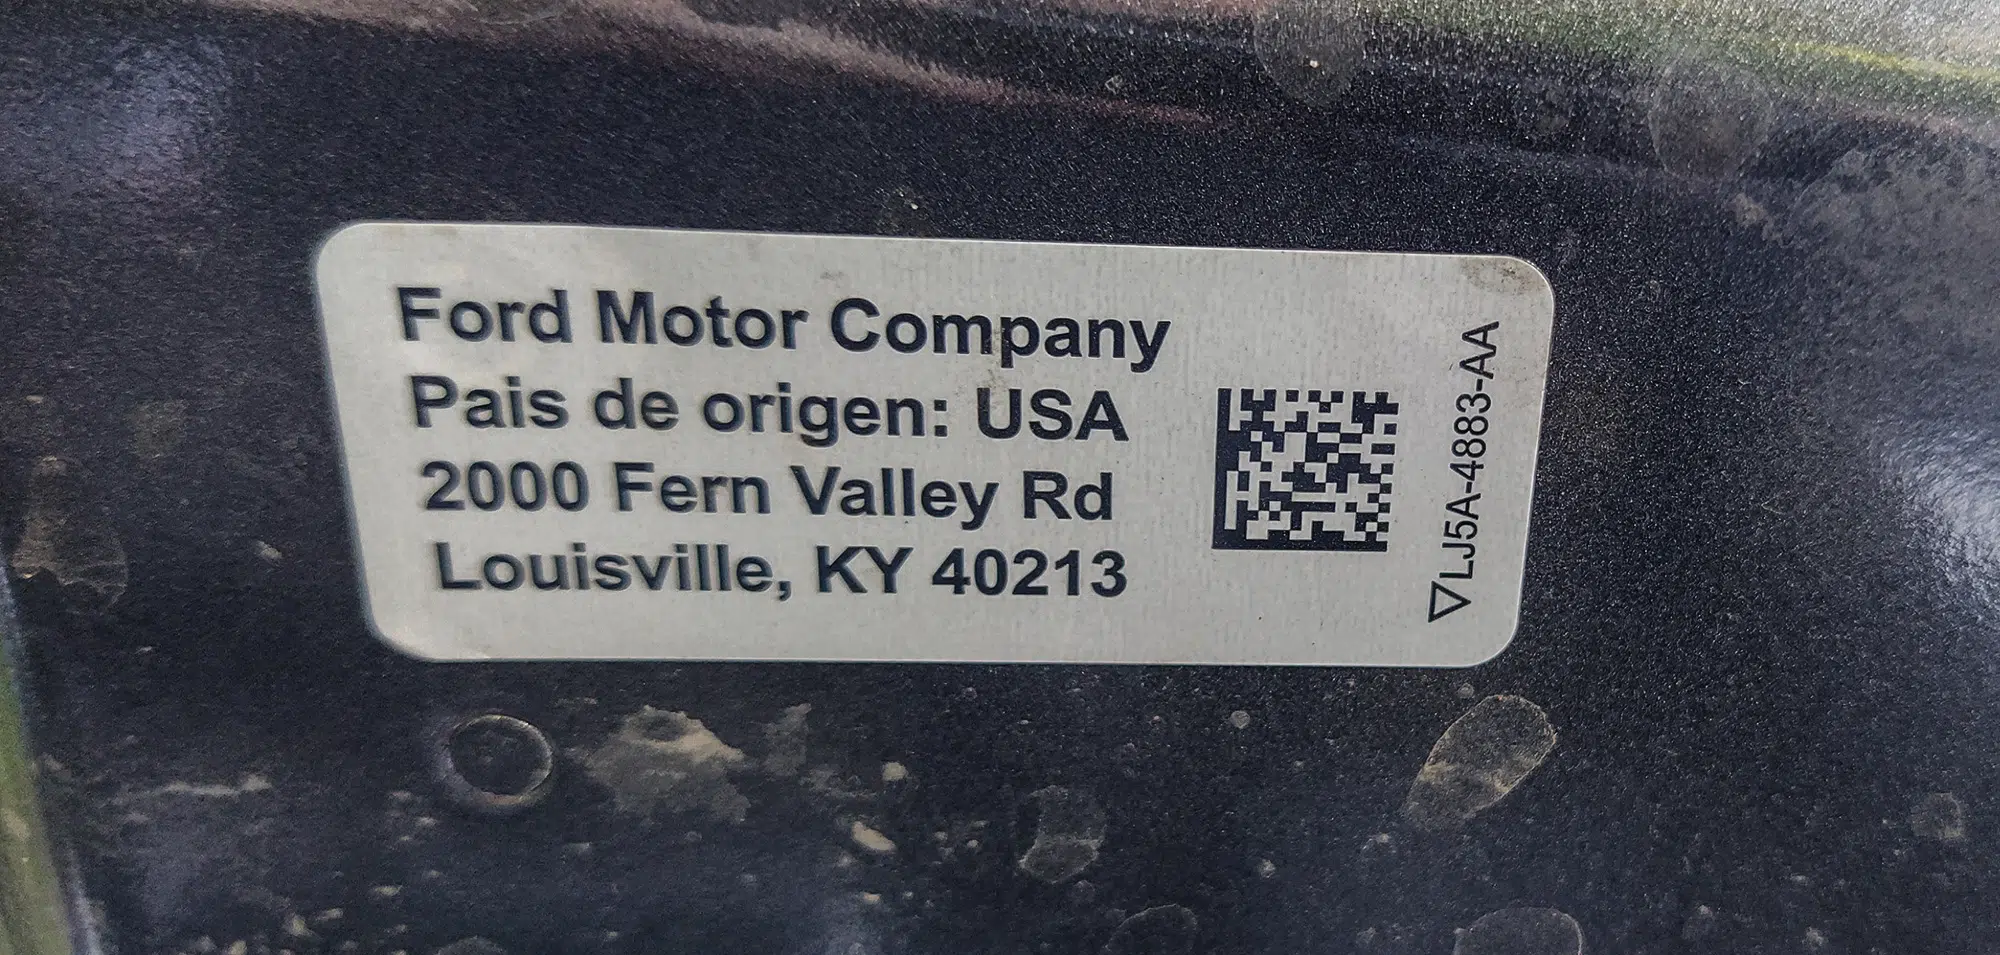 Ford Motor Company
Pais de origen: USA
2000 Fern Valley Rd
Louisville, KY 40213
▽LJ5A-4883-AA